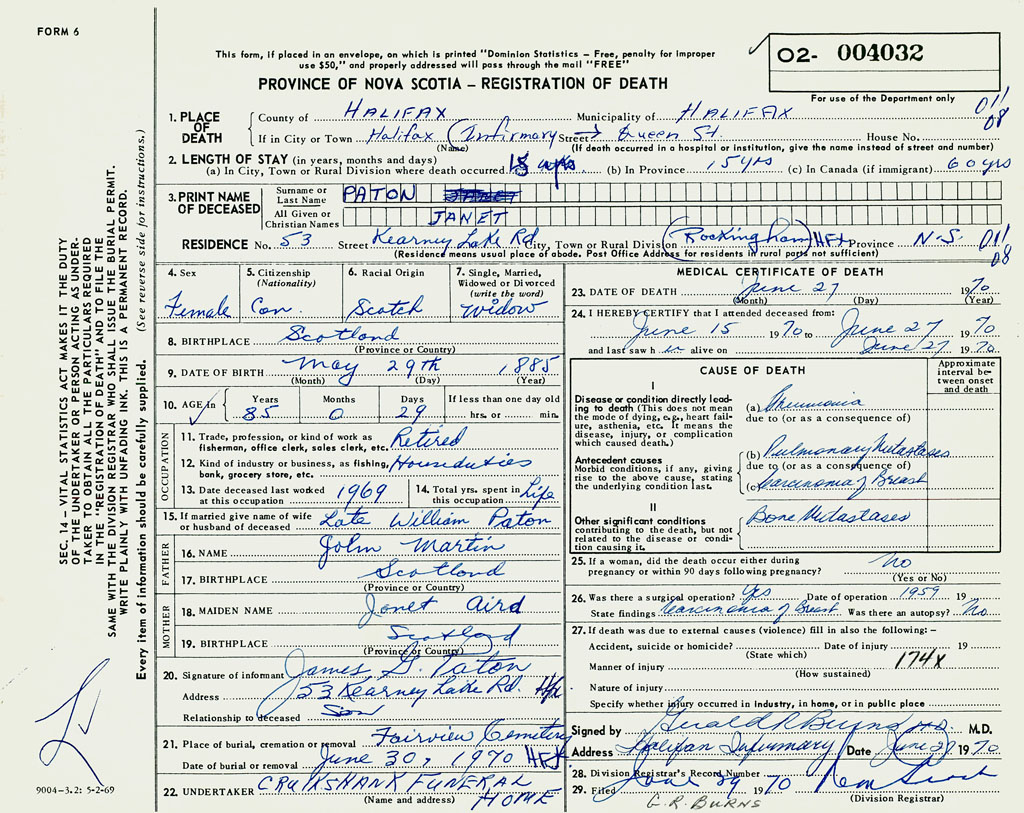 FORM 6
This form, if placed in an envelope, on which is printed "Dominion Statistics – Free, penalty for improper
use $50," and properly addressed will pass through the mail "FREE"
PROVINCE OF NOVA SCOTIA – REGISTRATION OF DEATH
02- 004032
For use of the Department only
011
08
1. PLACE OF DEATH
County of HALIFAX Municipality of HALIFAX
If in City or Town Halifax (Infirmary) Street Queen St House No.
(Name) (If death occurred in a hospital or institution, give the name instead of street and number)
2. LENGTH OF STAY (in years, months and days)
(a) In City, Town or Rural Division where death occurred 15 yrs (b) In Province 15 yrs (c) In Canada (if immigrant) 60 yrs
3. PRINT NAME OF DECEASED
Surname or Last Name PATON
All Given or Christian Names JANET
RESIDENCE No. 53 Street Kearney Lake Rd City, Town or Rural Division (Rockingham) HFX Province N-S. 011
08
(Residence means usual place of abode. Post Office Address for residents in rural parts not sufficient)
4. Sex
Female
5. Citizenship
(Nationality)
Can.
6. Racial Origin
Scotch
7. Single, Married, Widowed or Divorced
(write the word)
Widow
8. BIRTHPLACE Scotland
(Province or Country)
9. DATE OF BIRTH May 29th 1885
(Month) (Day) (Year)
10. AGE in Years 85 Months 0 Days 29 If less than one day old hrs. or min.
OCCUPATION
11. Trade, profession, or kind of work as fisherman, office clerk, sales clerk, etc. Retired
12. Kind of industry or business, as fishing, bank, grocery store, etc. Houseduties
13. Date deceased last worked at this occupation 1969
14. Total yrs. spent in this occupation Life
15. If married give name of wife or husband of deceased Late William Paton
FATHER
16. NAME John Martin
17. BIRTHPLACE Scotland
(Province or Country)
MOTHER
18. MAIDEN NAME Janet Aird
19. BIRTHPLACE Scotland
(Province or Country)
20. Signature of informant James G. Paton
Address 53 Kearney Lake Rd. Hfx
Relationship to deceased Son
21. Place of burial, cremation or removal Fairview Cemetery
Date of burial or removal June 30, 1970 HFX
22. UNDERTAKER CRUIKSHANK FUNERAL HOME
(Name and address)
MEDICAL CERTIFICATE OF DEATH
23. DATE OF DEATH June 27 1970
(Month) (Day) (Year)
24. I HEREBY CERTIFY that I attended deceased from:
June 15 1970 to June 27 1970
and last saw h er alive on June 27 1970
CAUSE OF DEATH
Approximate interval between onset and death
I
Disease or condition directly leading to death (This does not mean the mode of dying, e.g., heart failure, asthenia, etc. It means the disease, injury, or complication which caused death.)
(a) Pneumonia
due to (or as a consequence of)
Antecedent causes
Morbid conditions, if any, giving rise to the above cause, stating the underlying condition last.
(b) Pulmonary Metastases
due to (or as a consequence of)
(c) Carcinoma of Breast
II
Other significant conditions
contributing to the death, but not related to the disease or condition causing it.
Bone Metastases
25. If a woman, did the death occur either during
pregnancy or within 90 days following pregnancy? No
(Yes or No)
26. Was there a surgical operation? Yes Date of operation 1959 19
State findings Carcinoma of Breast Was there an autopsy? No
27. If death was due to external causes (violence) fill in also the following: –
Accident, suicide or homicide? Date of injury 19
(State which)
174X
Manner of injury
(How sustained)
Nature of injury
Specify whether injury occurred in industry, in home, or in public place
Signed by Gerald R Burns M.D. M.D.
Address Halifax Infirmary Date June 29 1970
28. Division Registrar's Record Number
29. Filed June 29 1970
(Division Registrar)
G. R. BURNS
SEC. 14 – VITAL STATISTICS ACT MAKES IT THE DUTY
OF THE UNDERTAKER OR PERSON ACTING AS UNDER-
TAKER TO OBTAIN ALL THE PARTICULARS REQUIRED
IN THE "REGISTRATION OF DEATH" AND TO FILE THE
SAME WITH THE DIVISION REGISTRAR WHO SHALL ISSUE THE BURIAL PERMIT.
WRITE PLAINLY WITH UNFADING INK. THIS IS A PERMANENT RECORD.
Every item of information should be carefully supplied. (See reverse side for instructions.)
9004-3.2: 5-2-69